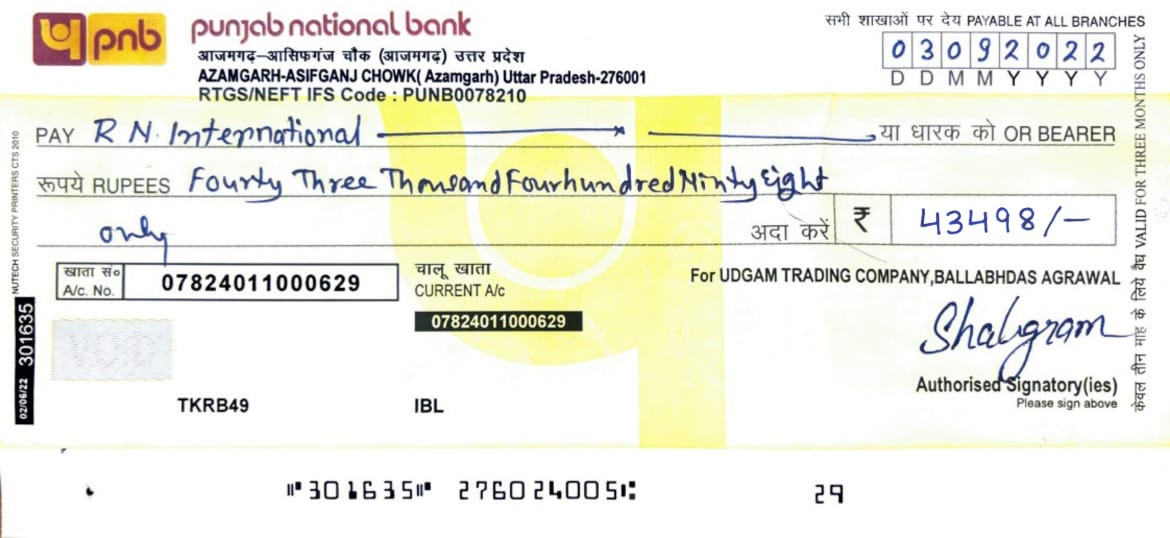 pnb punjab national bank
सभी शाखाओं पर देय PAYABLE AT ALL BRANCHES
आजमगढ़–आसिफगंज चौक (आजमगढ़) उत्तर प्रदेश
AZAMGARH-ASIFGANJ CHOWK( Azamgarh) Uttar Pradesh-276001
RTGS/NEFT IFS Code : PUNB0078210
0 3 0 9 2 0 2 2
D D M M Y Y Y Y
PAY R N. International या धारक को OR BEARER
रूपये RUPEES Fourty Three Thousand Fourhundred Ninty Eight
only
अदा करें ₹ 43498/-
खाता सं० A/c. No. 07824011000629
चालू खाता
CURRENT A/c
07824011000629
For UDGAM TRADING COMPANY,BALLABHDAS AGRAWAL
Shaligram
Authorised Signatory(ies)
Please sign above
VOID
TKRB49 IBL
NUTECH SECURITY PRINTERS CTS 2010
02/06/22 301635
केवल तीन माह के लिये वैध VALID FOR THREE MONTHS ONLY
⑈301635⑈ 276024005⑆ 29